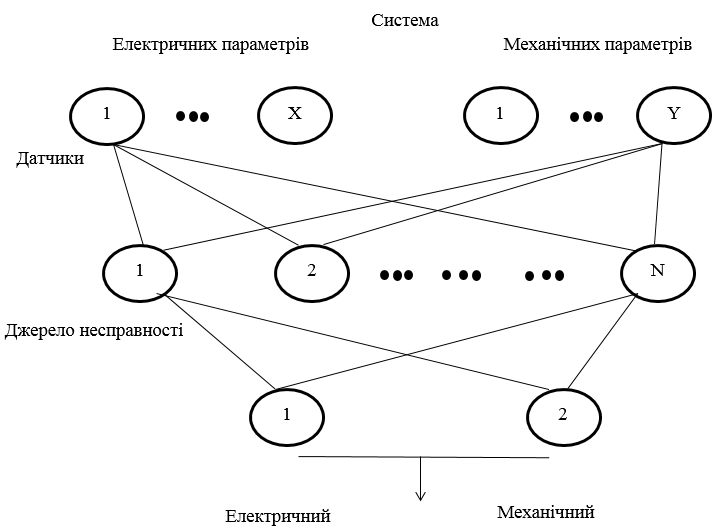 Система
Електричних параметрів Механічних параметрів
1 ••• X 1 ••• Y
Датчики
1 2 ••• ••• ••• N
Джерело несправності
1 2
Електричний Механічний